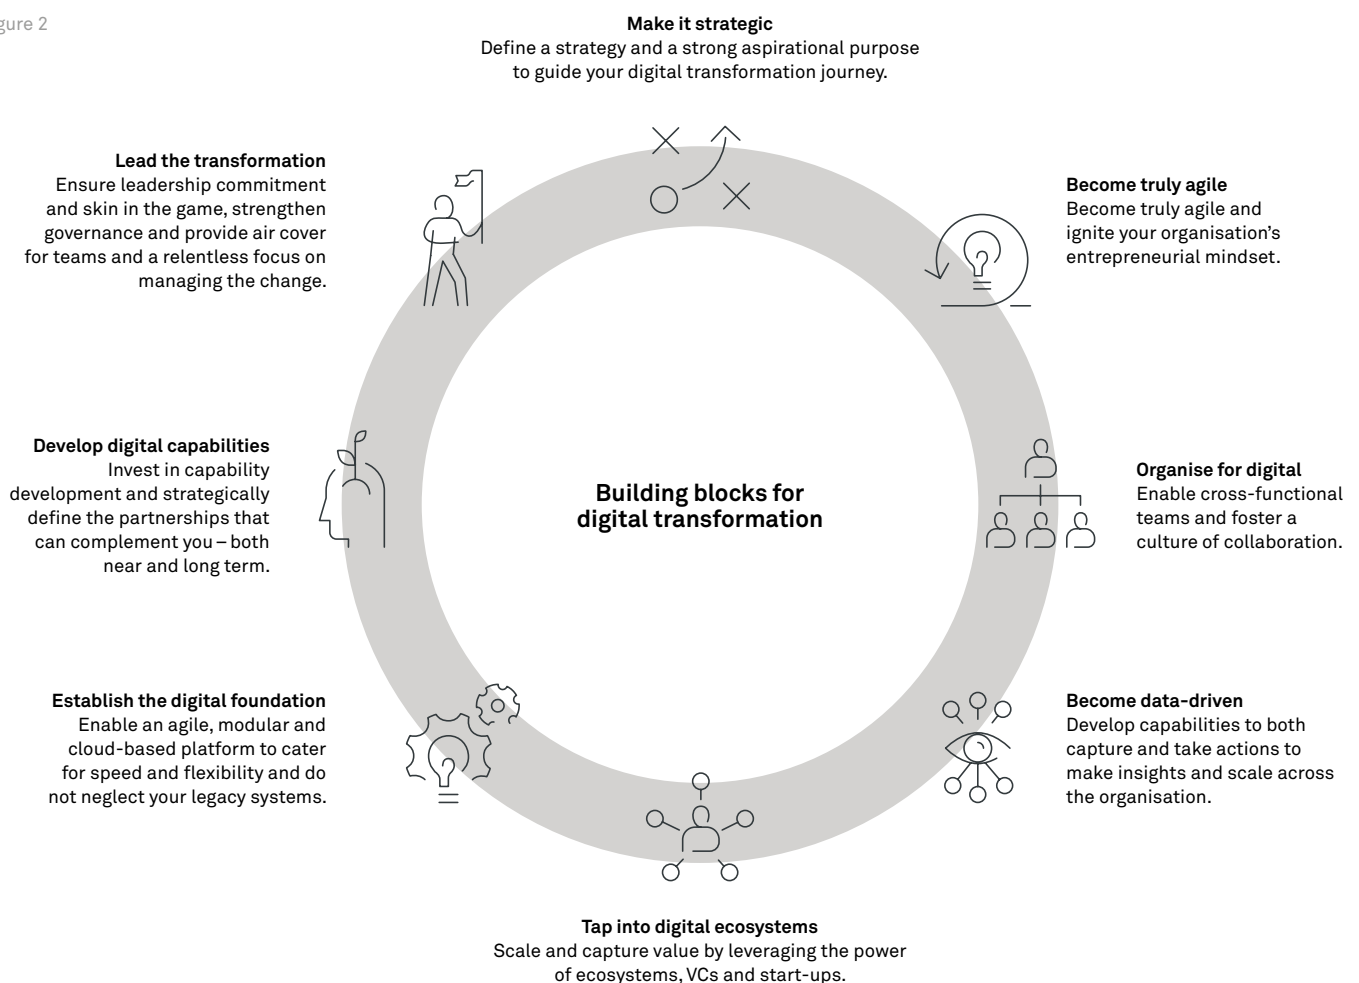 gure 2
Make it strategic
Define a strategy and a strong aspirational purpose
to guide your digital transformation journey.
Become truly agile
Become truly agile and
ignite your organisation's
entrepreneurial mindset.
Organise for digital
Enable cross-functional
teams and foster a
culture of collaboration.
Become data-driven
Develop capabilities to both
capture and take actions to
make insights and scale across
the organisation.
Tap into digital ecosystems
Scale and capture value by leveraging the power
of ecosystems, VCs and start-ups.
Establish the digital foundation
Enable an agile, modular and
cloud-based platform to cater
for speed and flexibility and do
not neglect your legacy systems.
Develop digital capabilities
Invest in capability
development and strategically
define the partnerships that
can complement you – both
near and long term.
Lead the transformation
Ensure leadership commitment
and skin in the game, strengthen
governance and provide air cover
for teams and a relentless focus on
managing the change.
Building blocks for
digital transformation